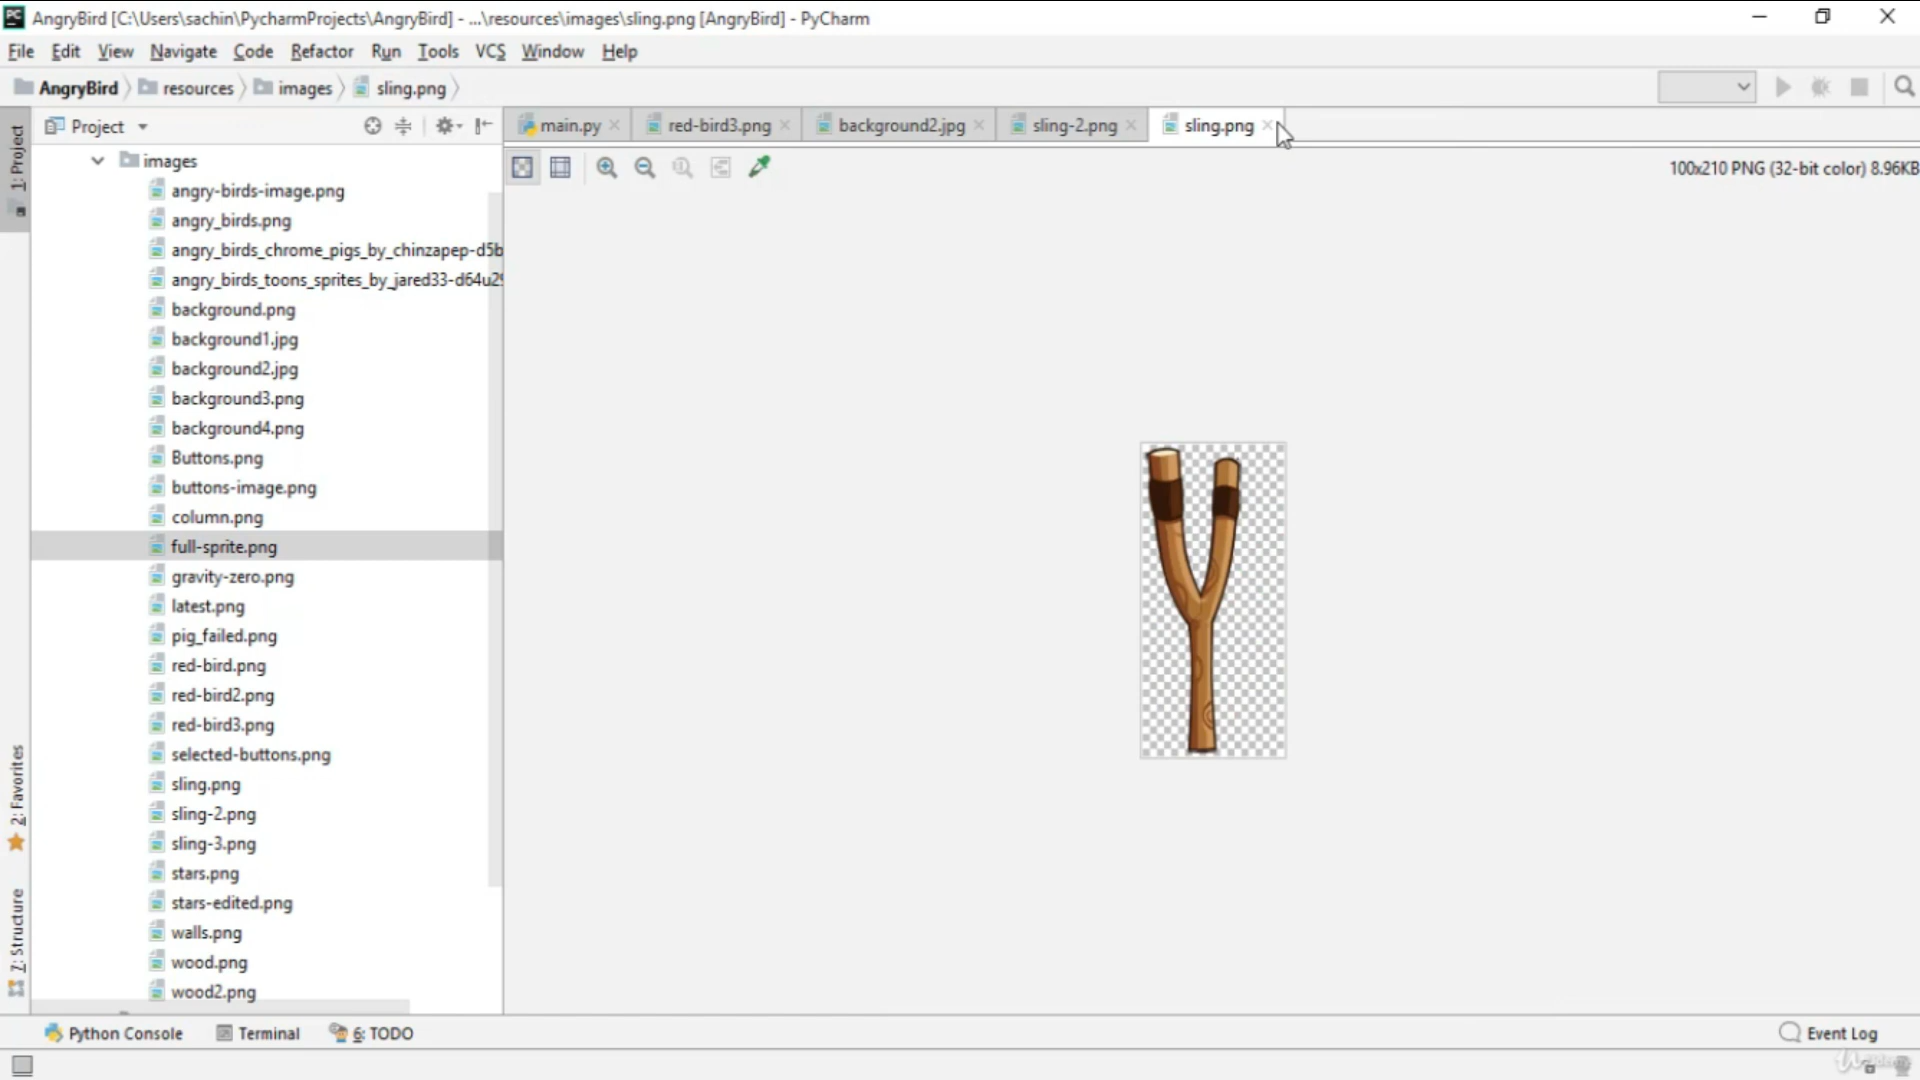 AngryBird [C:\Users\sachin\PycharmProjects\AngryBird] - ...\resources\images\sling.png [AngryBird] - PyCharm
File Edit View Navigate Code Refactor Run Tools VCS Window Help
AngryBird resources images sling.png
1: Project
Project
main.py red-bird3.png background2.jpg sling-2.png sling.png
100x210 PNG (32-bit color) 8.96KB
images
angry-birds-image.png
angry_birds.png
angry_birds_chrome_pigs_by_chinzapep-d5b
angry_birds_toons_sprites_by_jared33-d64u2
background.png
background1.jpg
background2.jpg
background3.png
background4.png
Buttons.png
buttons-image.png
column.png
full-sprite.png
gravity-zero.png
latest.png
pig_failed.png
red-bird.png
red-bird2.png
red-bird3.png
selected-buttons.png
sling.png
sling-2.png
sling-3.png
stars.png
stars-edited.png
walls.png
wood.png
wood2.png
2: Favorites
7: Structure
Python Console Terminal 6: TODO Event Log